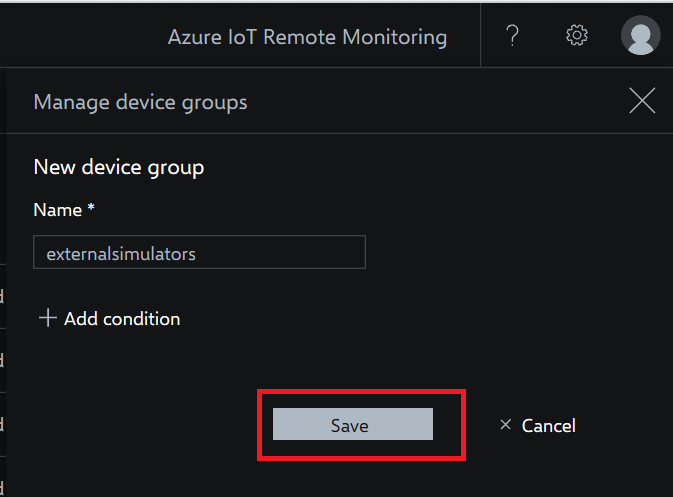 Azure IoT Remote Monitoring ?
Manage device groups
New device group
Name *
externalsimulators
+ Add condition
Save
× Cancel
d
d
d
d